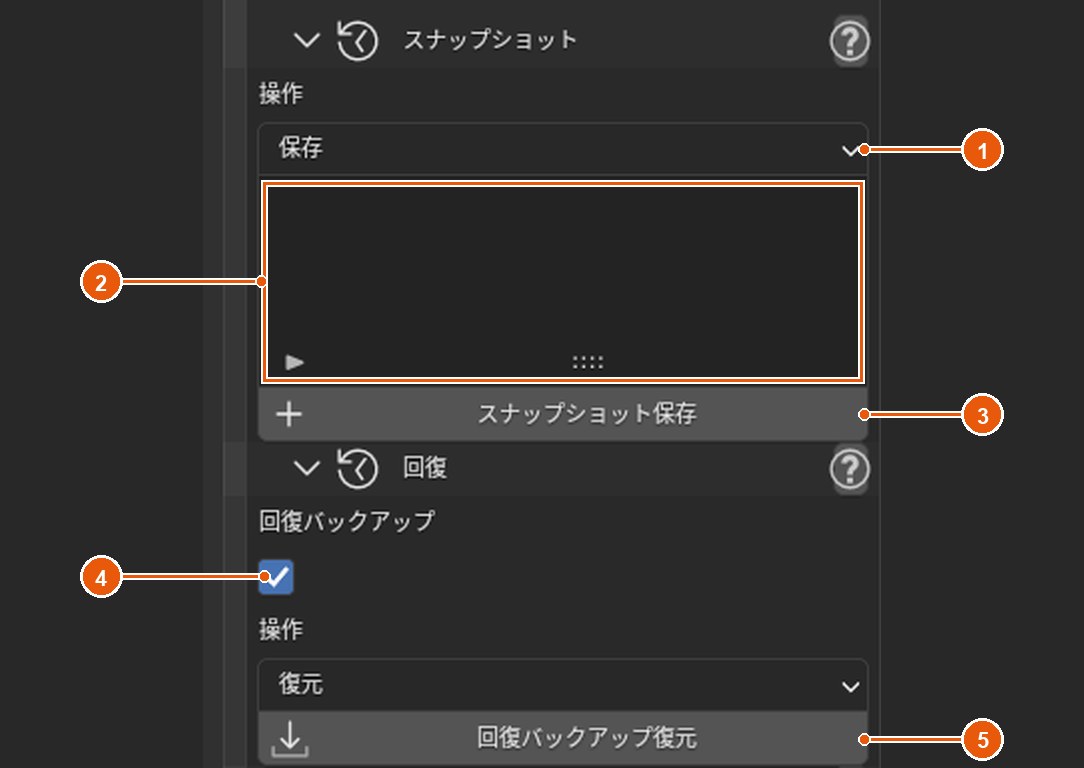 スナップショット
操作
保存
1
2
スナップショット保存
3
回復
回復バックアップ
4
操作
復元
回復バックアップ復元
5